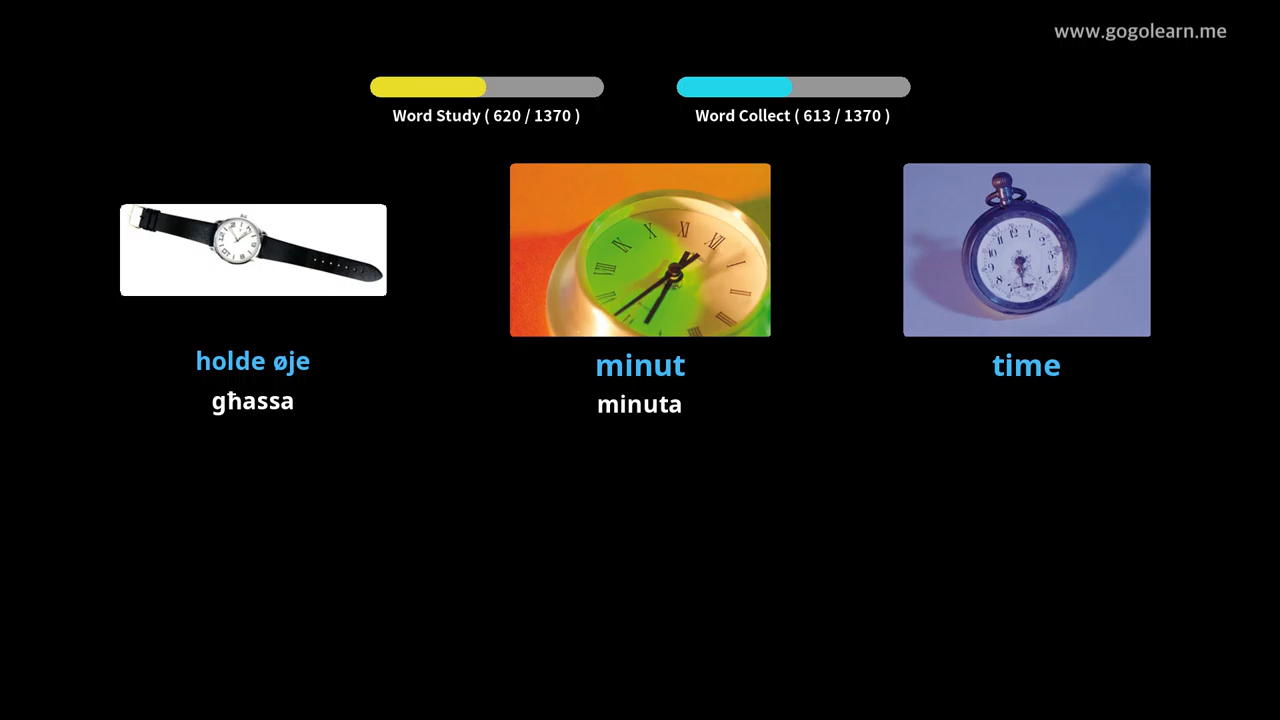 www.gogolearn.me
Word Study ( 620 / 1370 )
Word Collect ( 613 / 1370 )
holde øje
għassa
minut
minuta
time